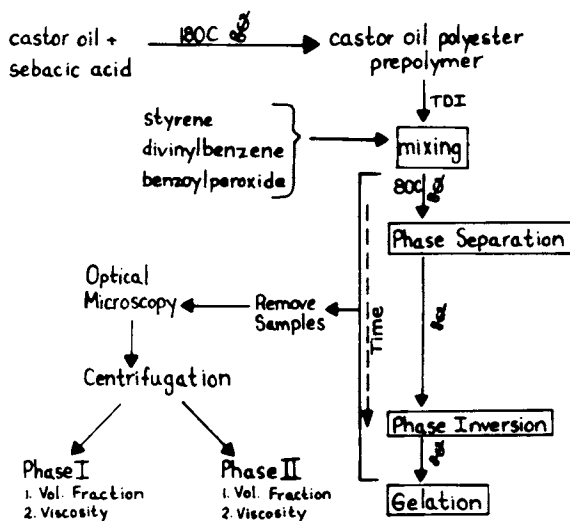 castor oil +
sebacic acid
180C
castor oil polyester
prepolymer
TDI
styrene
divinylbenzene
benzoylperoxide
mixing
80C
Phase Separation
Optical
Microscopy
Remove
Samples
Time
Centrifugation
Phase Inversion
Phase I
1. Vol. Fraction
2. Viscosity
Phase II
1. Vol. Fraction
2. Viscosity
Gelation